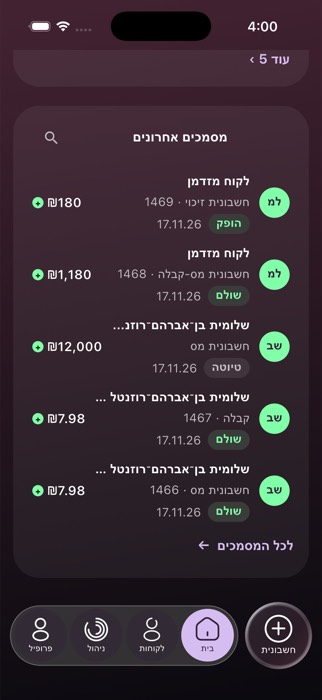 4:00
עוד 5 ›
מסמכים אחרונים
לקוח מזדמן
למ
חשבונית זיכוי · 1469
₪180
הופק 17.11.26
לקוח מזדמן
למ
חשבונית מס-קבלה · 1468
₪1,180
שולם 17.11.26
שלומית בן־אברהם־רוזנ...
שב
חשבונית מס
₪12,000
טיוטה 17.11.26
שלומית בן־אברהם־רוזנטל ...
שב
קבלה · 1467
₪7.98
שולם 17.11.26
שלומית בן־אברהם־רוזנטל ...
שב
חשבונית מס · 1466
₪7.98
שולם 17.11.26
לכל המסמכים ←
חשבונית
בית
לקוחות
ניהול
פרופיל